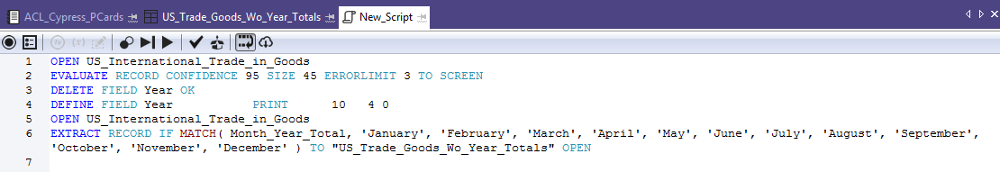 ACL_Cypress_PCards US_Trade_Goods_Wo_Year_Totals New_Script
1 OPEN US_International_Trade_in_Goods
2 EVALUATE RECORD CONFIDENCE 95 SIZE 45 ERRORLIMIT 3 TO SCREEN
3 DELETE FIELD Year OK
4 DEFINE FIELD Year PRINT 10 4 0
5 OPEN US_International_Trade_in_Goods
6 EXTRACT RECORD IF MATCH( Month_Year_Total, 'January', 'February', 'March', 'April', 'May', 'June', 'July', 'August', 'September',
'October', 'November', 'December' ) TO "US_Trade_Goods_Wo_Year_Totals" OPEN
7